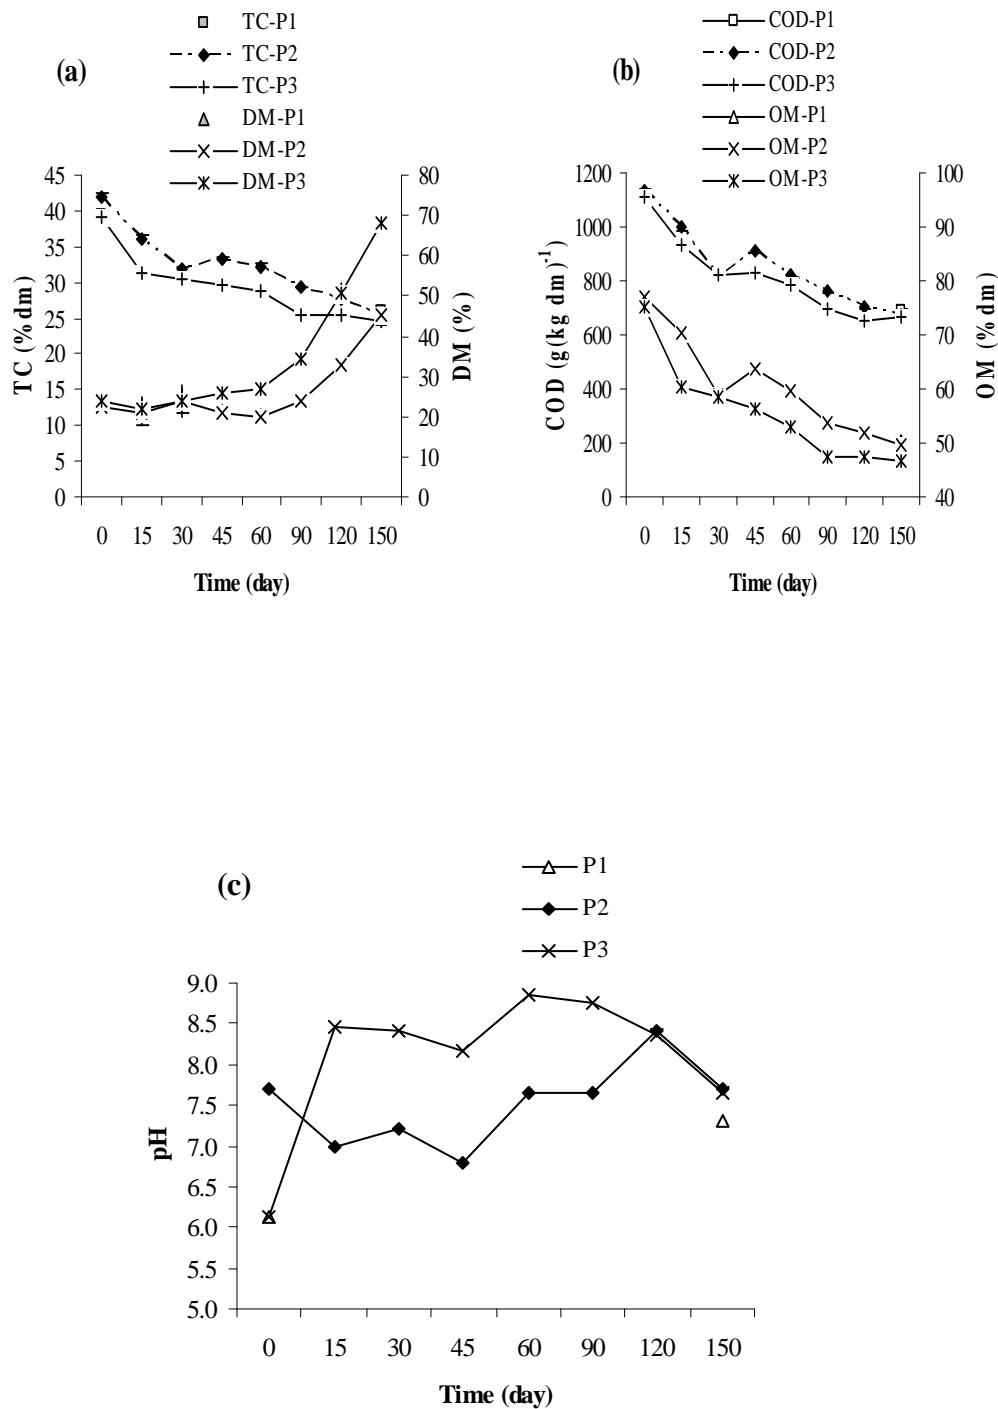 (a)
TC-P1
TC-P2
TC-P3
DM-P1
DM-P2
DM-P3
45
40
35
30
25
20
15
10
5
0
TC (% dm)
80
70
60
50
40
30
20
10
0
DM (%)
0 15 30 45 60 90 120 150
Time (day)
(b)
COD-P1
COD-P2
COD-P3
OM-P1
OM-P2
OM-P3
1200
1000
800
600
400
200
0
COD (g (kg dm)-1
100
90
80
70
60
50
40
OM (% dm)
0 15 30 45 60 90 120 150
Time (day)
(c)
P1
P2
P3
9.0
8.5
8.0
7.5
7.0
6.5
6.0
5.5
5.0
pH
0 15 30 45 60 90 120 150
Time (day)